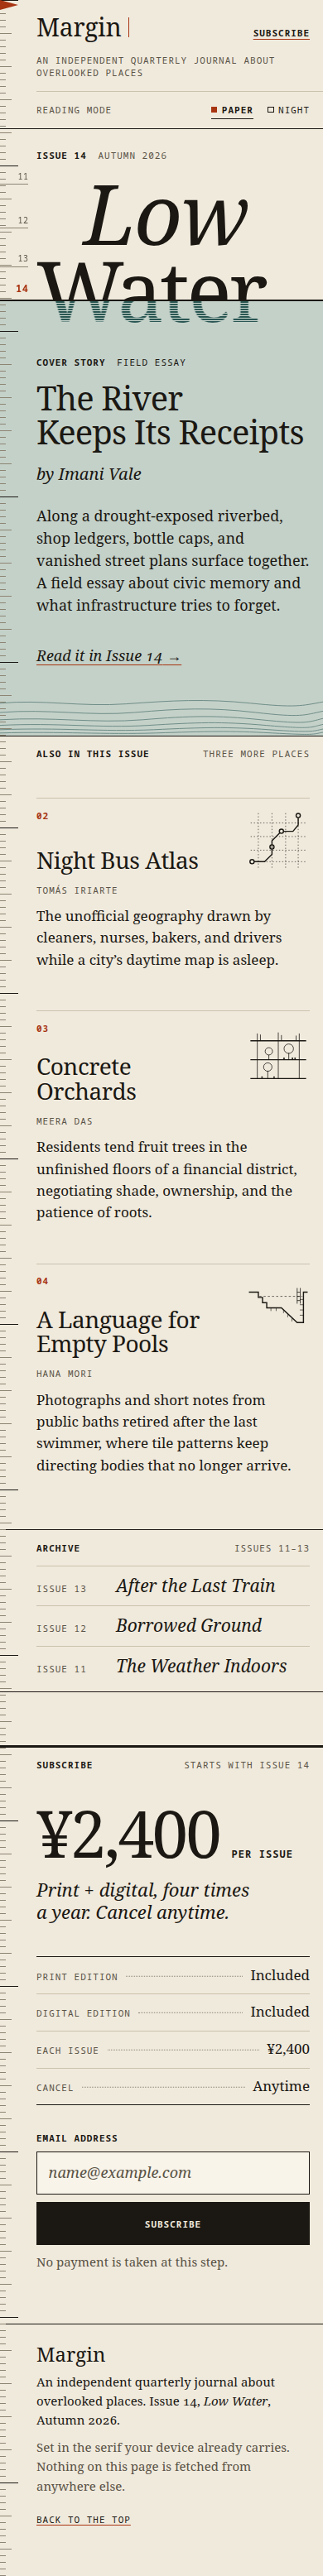 Margin
SUBSCRIBE
AN INDEPENDENT QUARTERLY JOURNAL ABOUT
OVERLOOKED PLACES
READING MODE
PAPER
NIGHT
ISSUE 14 AUTUMN 2026
11
12
13
14
Low
Water
COVER STORY FIELD ESSAY
The River
Keeps Its Receipts
by Imani Vale
Along a drought-exposed riverbed,
shop ledgers, bottle caps, and
vanished street plans surface together.
A field essay about civic memory and
what infrastructure tries to forget.
Read it in Issue 14 →
ALSO IN THIS ISSUE
THREE MORE PLACES
02
Night Bus Atlas
TOMÁS IRIARTE
The unofficial geography drawn by
cleaners, nurses, bakers, and drivers
while a city’s daytime map is asleep.
03
Concrete
Orchards
MEERA DAS
Residents tend fruit trees in the
unfinished floors of a financial district,
negotiating shade, ownership, and the
patience of roots.
04
A Language for
Empty Pools
HANA MORI
Photographs and short notes from
public baths retired after the last
swimmer, where tile patterns keep
directing bodies that no longer arrive.
ARCHIVE
ISSUES 11–13
ISSUE 13 After the Last Train
ISSUE 12 Borrowed Ground
ISSUE 11 The Weather Indoors
SUBSCRIBE
STARTS WITH ISSUE 14
¥2,400 PER ISSUE
Print + digital, four times
a year. Cancel anytime.
PRINT EDITION Included
DIGITAL EDITION Included
EACH ISSUE ¥2,400
CANCEL Anytime
EMAIL ADDRESS
name@example.com
SUBSCRIBE
No payment is taken at this step.
Margin
An independent quarterly journal about
overlooked places. Issue 14, Low Water,
Autumn 2026.
Set in the serif your device already carries.
Nothing on this page is fetched from
anywhere else.
BACK TO THE TOP